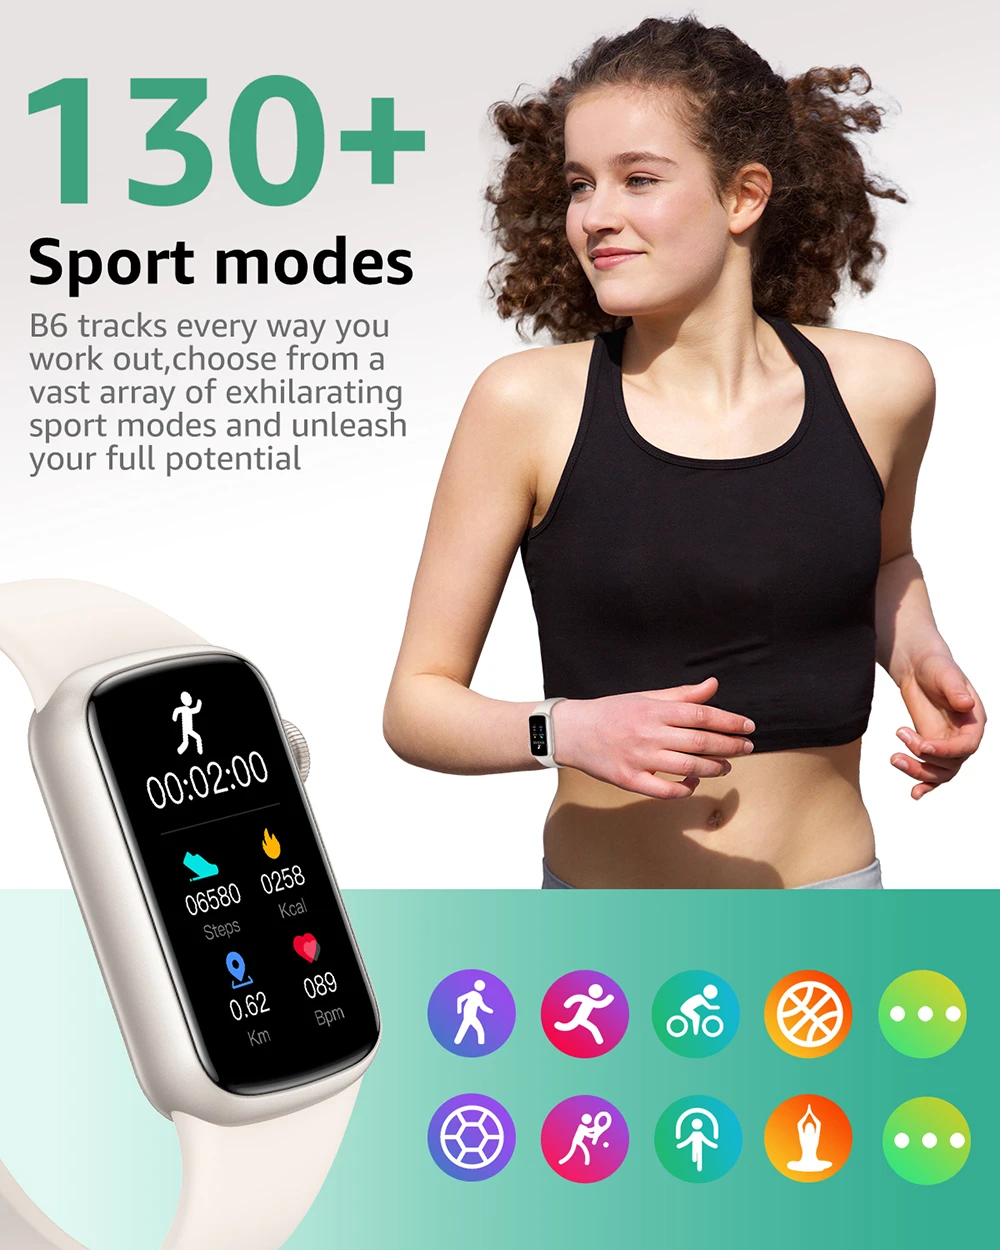 130+
Sport modes
B6 tracks every way you
work out,choose from a
vast array of exhilarating
sport modes and unleash
your full potential
00:02:00
06580
Steps
0258
Kcal
0.62
Km
089
Bpm